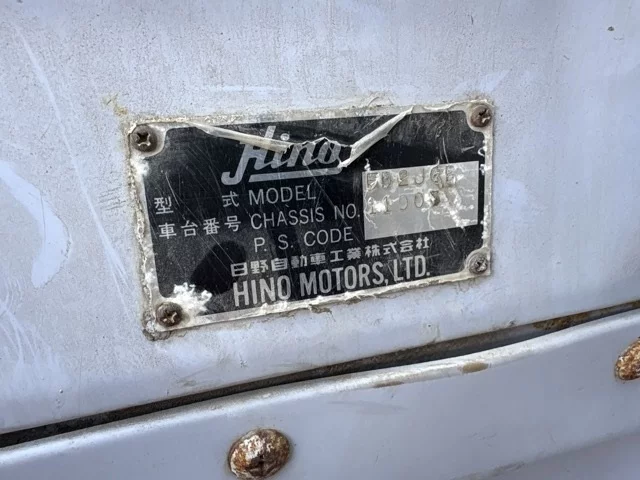 Hino
型 式 MODEL
車台番号 CHASSIS NO.
P. S. CODE
日野自動車工業株式会社
HINO MOTORS, LTD.